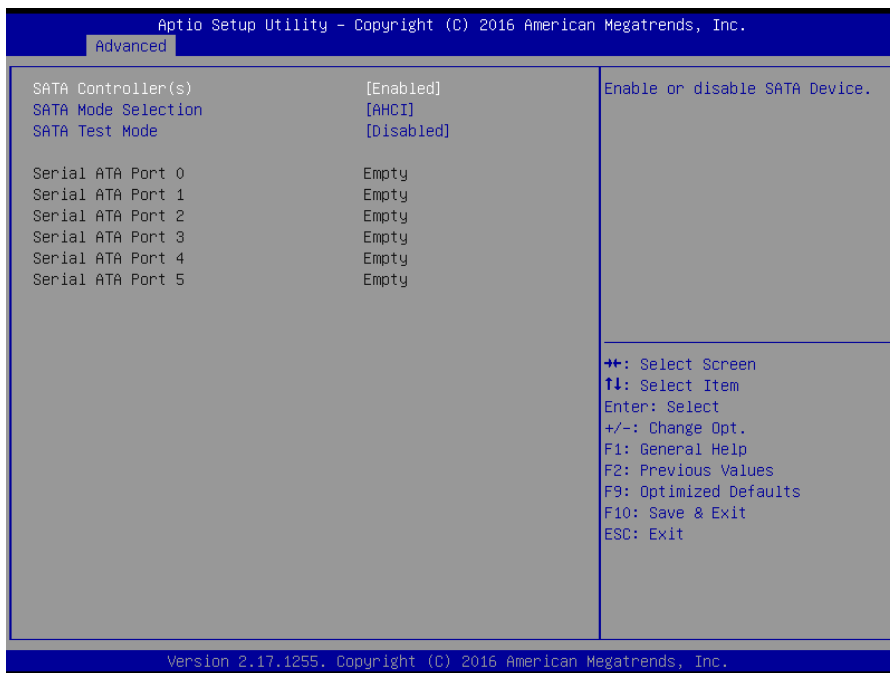 Aptio Setup Utility – Copyright (C) 2016 American Megatrends, Inc.
Advanced
SATA Controller(s) [Enabled]
SATA Mode Selection [AHCI]
SATA Test Mode [Disabled]
Serial ATA Port 0 Empty
Serial ATA Port 1 Empty
Serial ATA Port 2 Empty
Serial ATA Port 3 Empty
Serial ATA Port 4 Empty
Serial ATA Port 5 Empty
Enable or disable SATA Device.
→←: Select Screen
↑↓: Select Item
Enter: Select
+/-: Change Opt.
F1: General Help
F2: Previous Values
F9: Optimized Defaults
F10: Save & Exit
ESC: Exit
Version 2.17.1255. Copyright (C) 2016 American Megatrends, Inc.